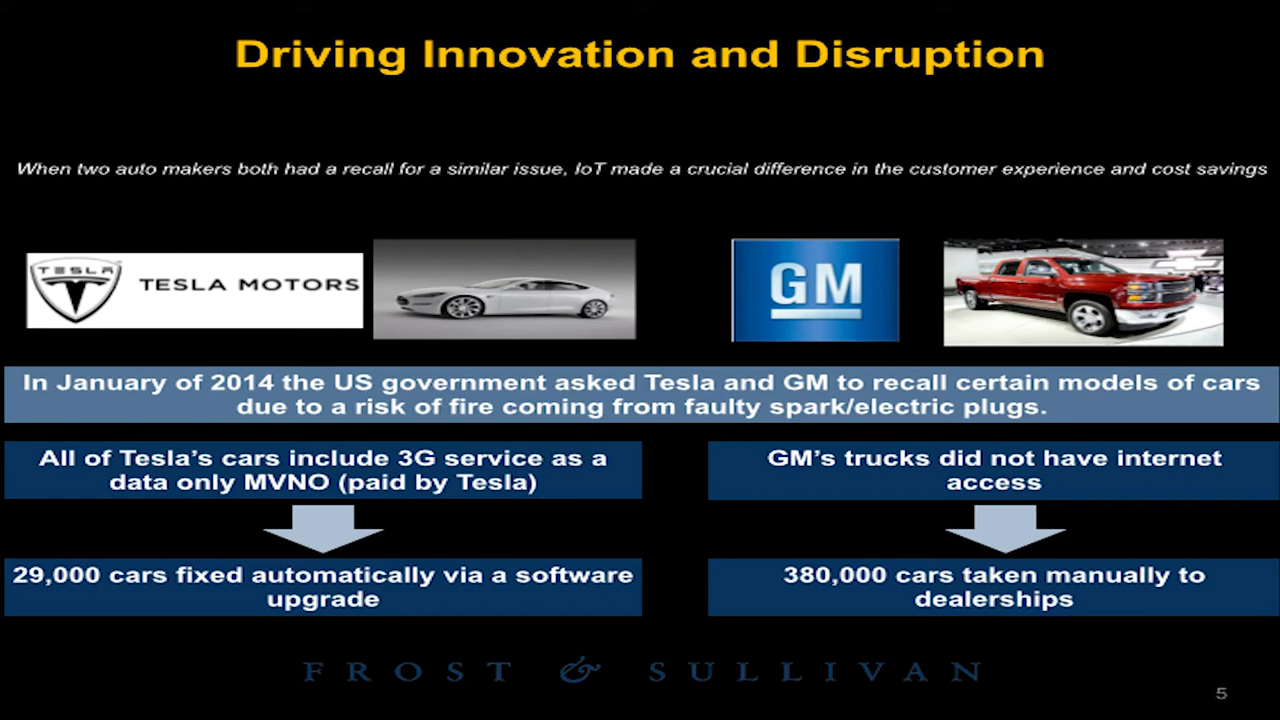 Driving Innovation and Disruption
When two auto makers both had a recall for a similar issue, IoT made a crucial difference in the customer experience and cost savings
TESLA
TESLA MOTORS
GM
In January of 2014 the US government asked Tesla and GM to recall certain models of cars
due to a risk of fire coming from faulty spark/electric plugs.
All of Tesla's cars include 3G service as a
data only MVNO (paid by Tesla)
GM's trucks did not have internet
access
29,000 cars fixed automatically via a software
upgrade
380,000 cars taken manually to
dealerships
FROST & SULLIVAN
5